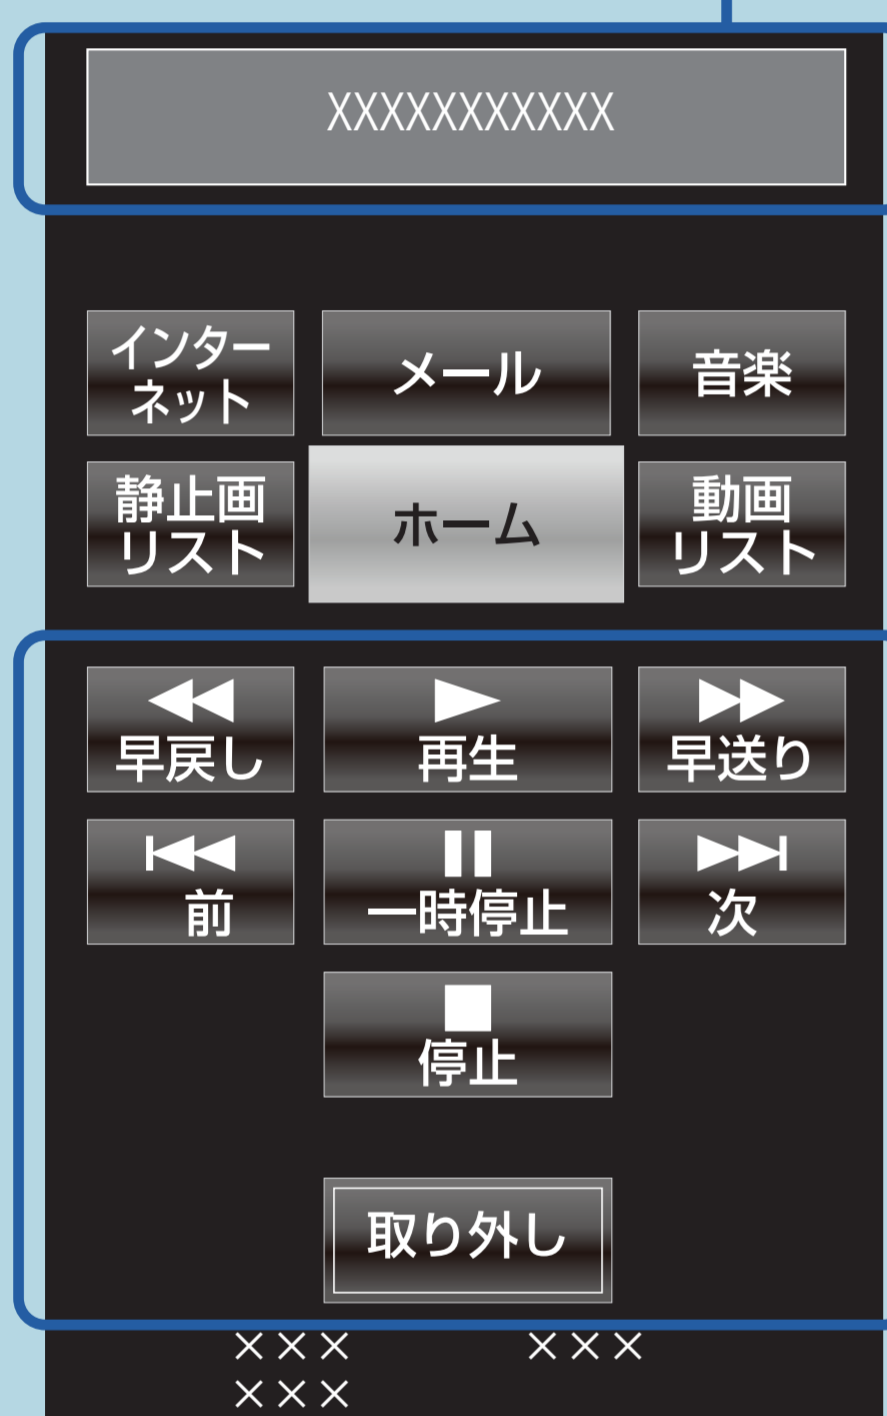 XXXXXXXXXXX
インター
ネット
メール
音楽
静止画
リスト
ホーム
動画
リスト
早戻し
再生
早送り
前
一時停止
次
停止
取り外し
××× ×××
×××